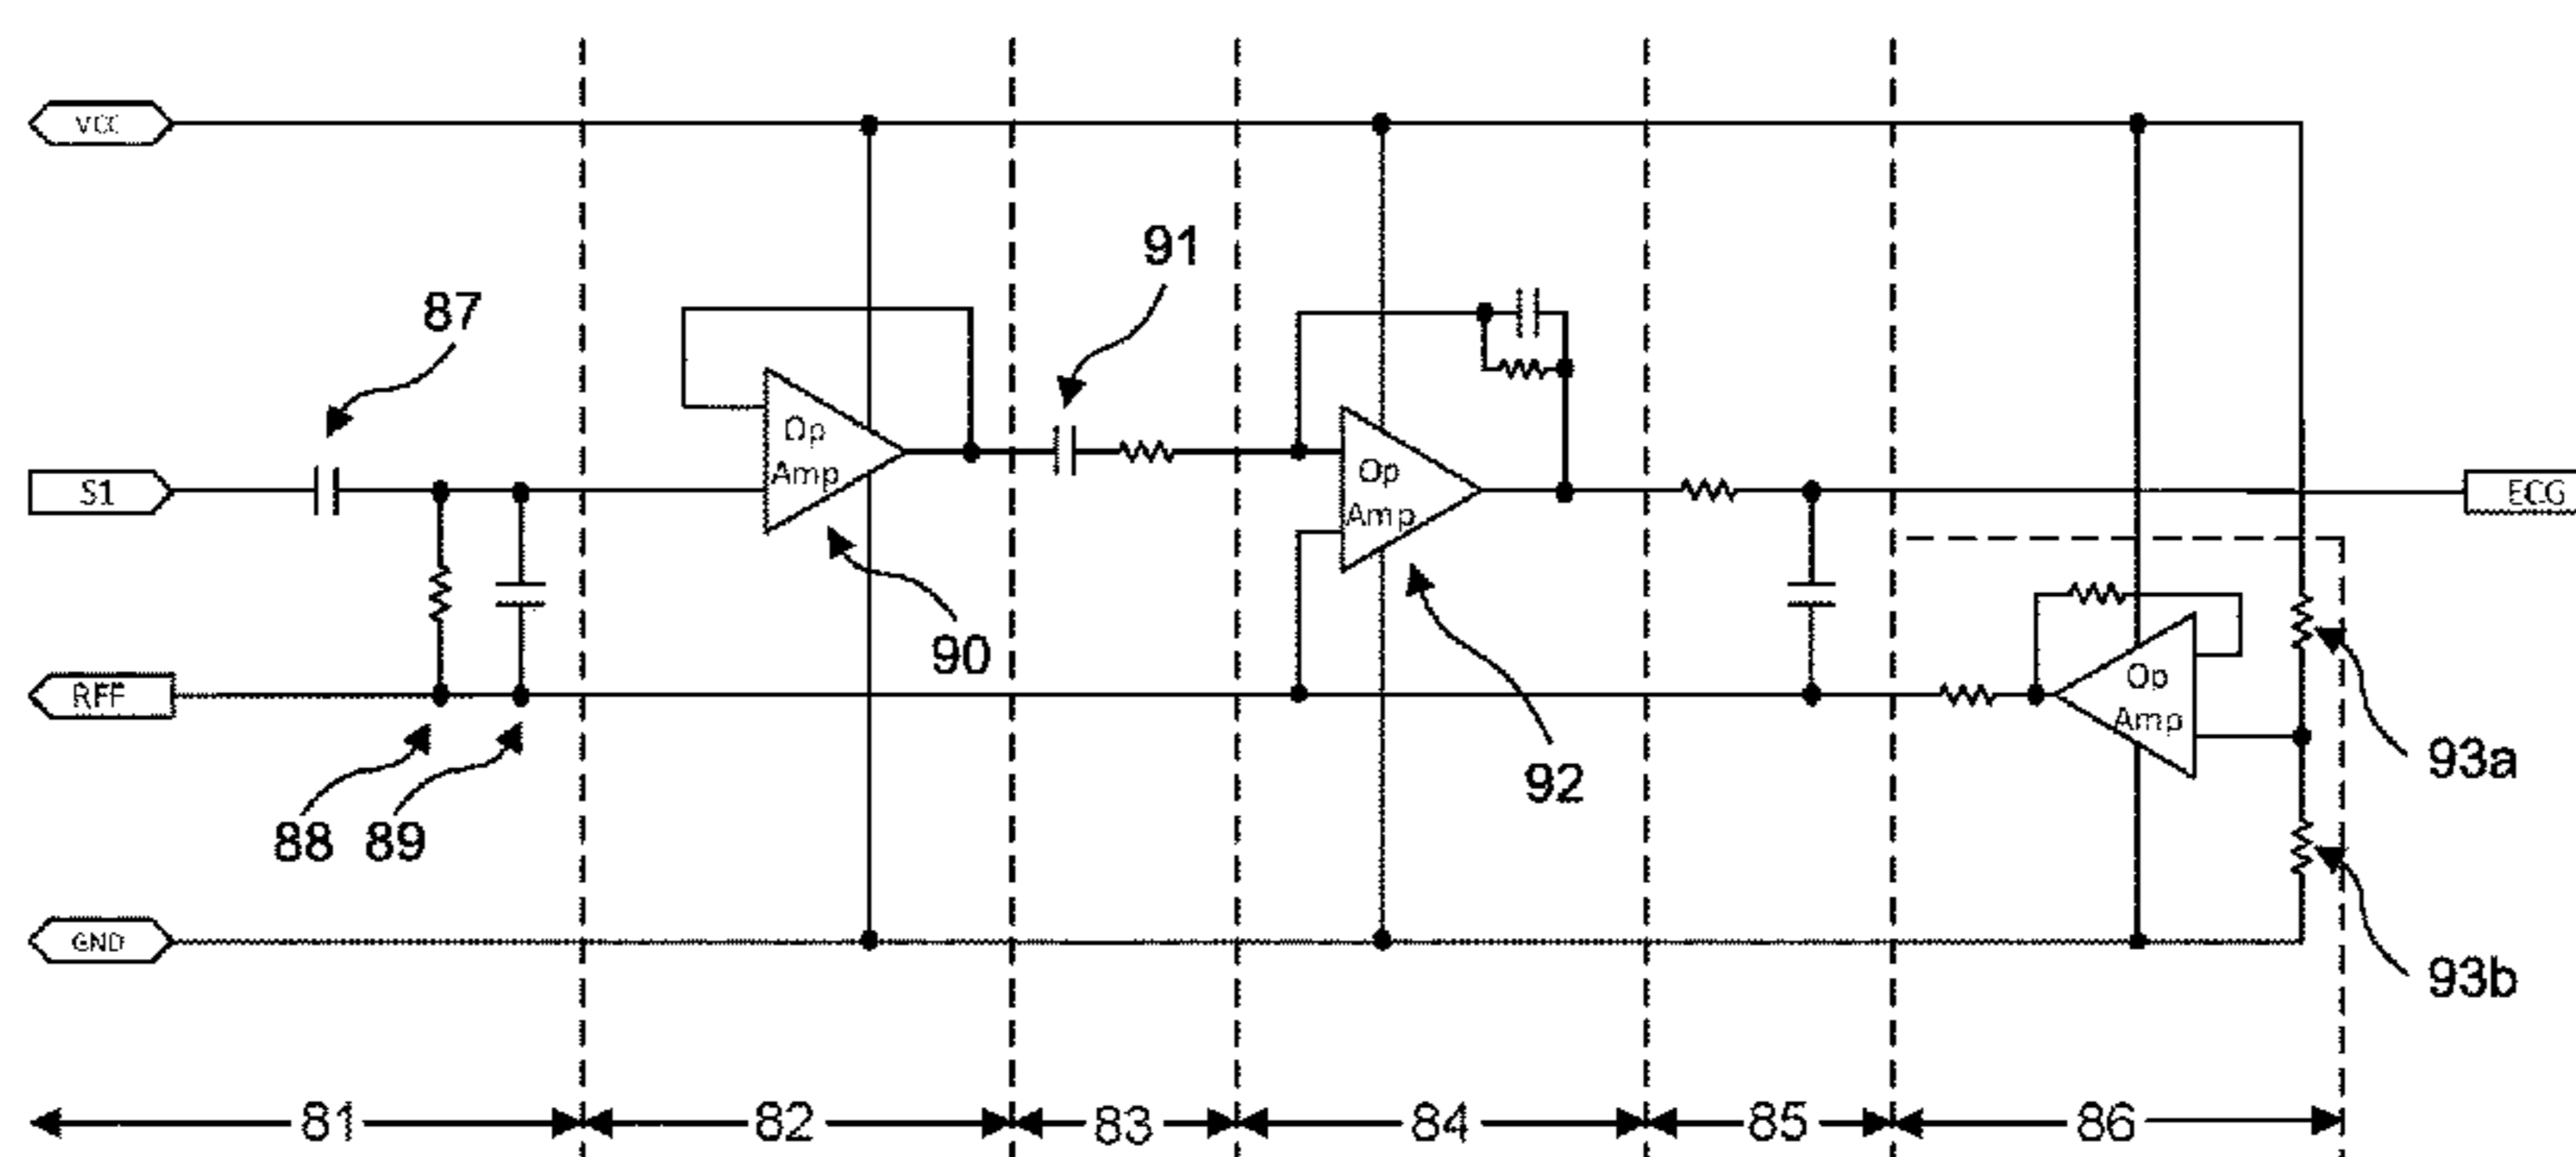 VCC
91
87
Op
Amp
S1
Op
Amp
ECG
90
RFF
Op
Amp
92
93a
88 89
GND
93b
81 82 83 84 85 86